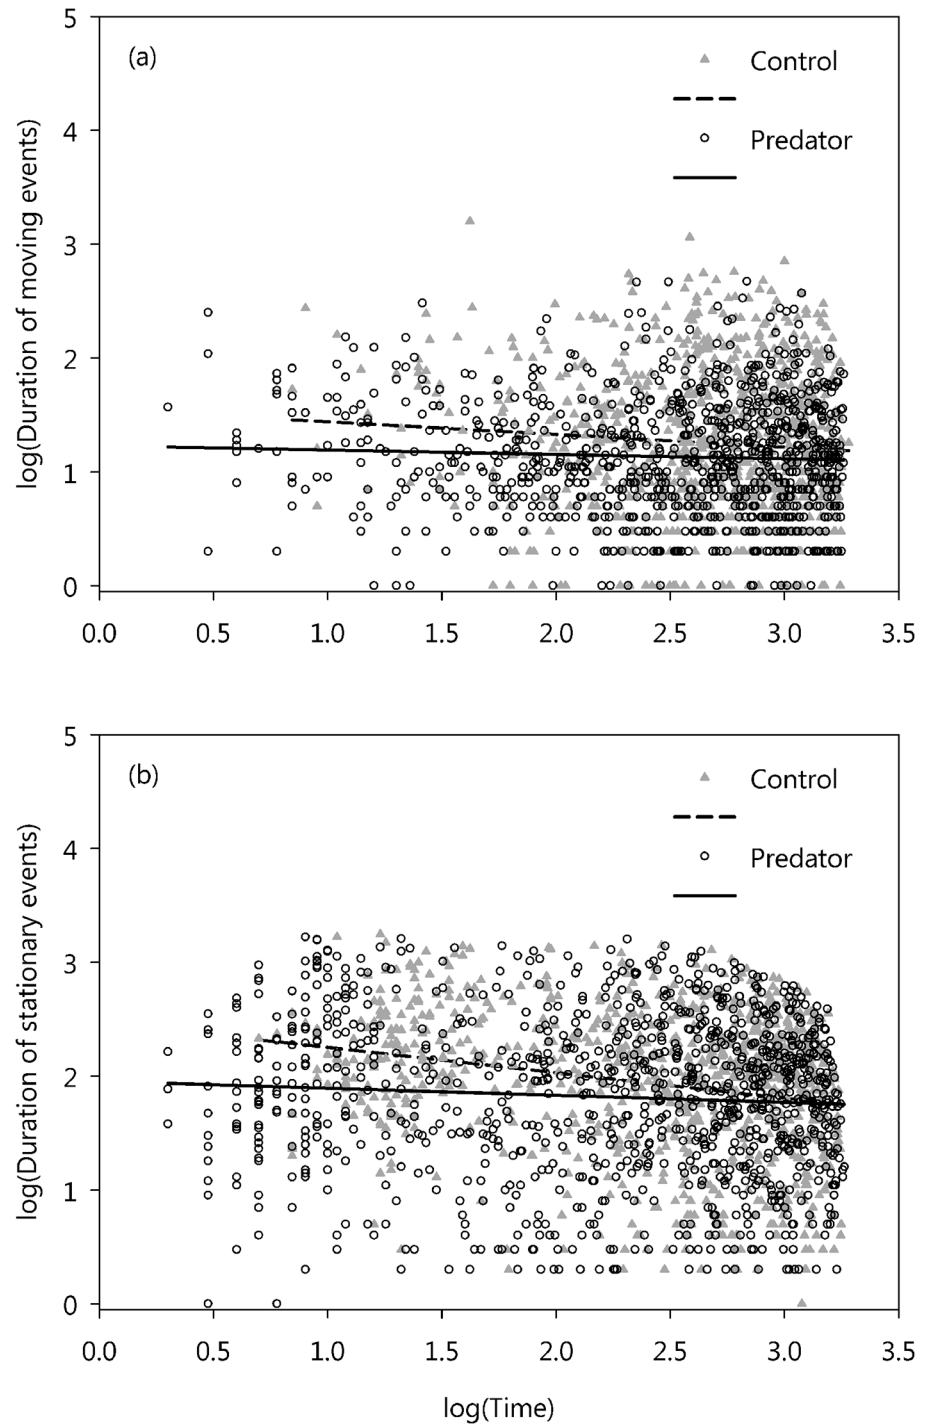 5
(a)
Control
4
Predator
3
2
1
0
log(Duration of moving events)
0.0 0.5 1.0 1.5 2.0 2.5 3.0 3.5
5
(b)
Control
4
Predator
3
2
1
0
log(Duration of stationary events)
0.0 0.5 1.0 1.5 2.0 2.5 3.0 3.5
log(Time)